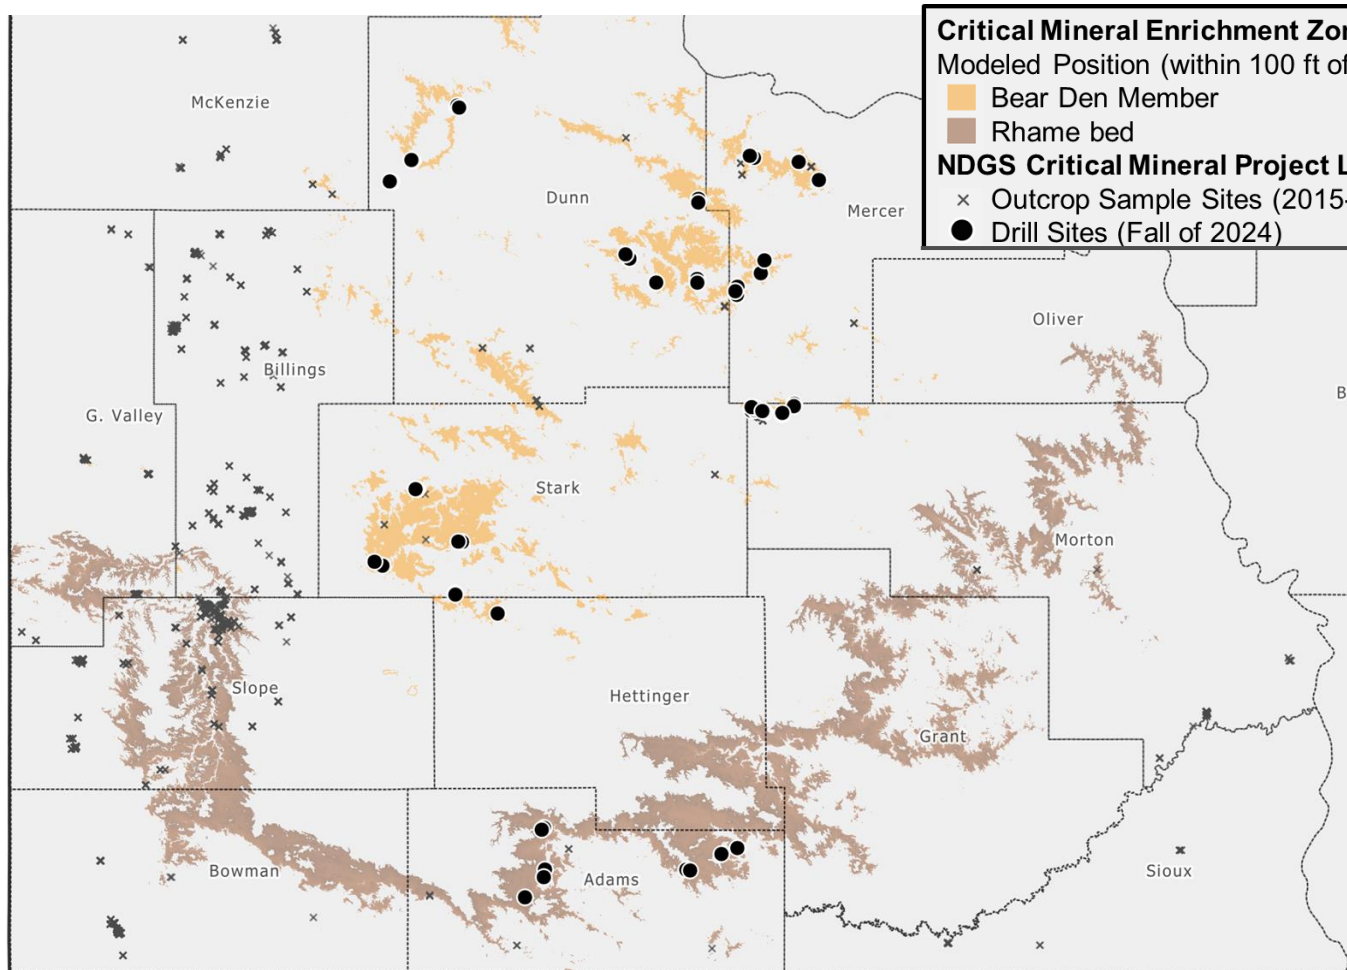 Critical Mineral Enrichment Zon
Modeled Position (within 100 ft of
Bear Den Member
Rhame bed
NDGS Critical Mineral Project L
Outcrop Sample Sites (2015-
Drill Sites (Fall of 2024)
McKenzie
Dunn
Mercer
Oliver
Billings
B
G. Valley
Stark
Morton
Slope
Hettinger
Grant
Bowman
Adams
Sioux